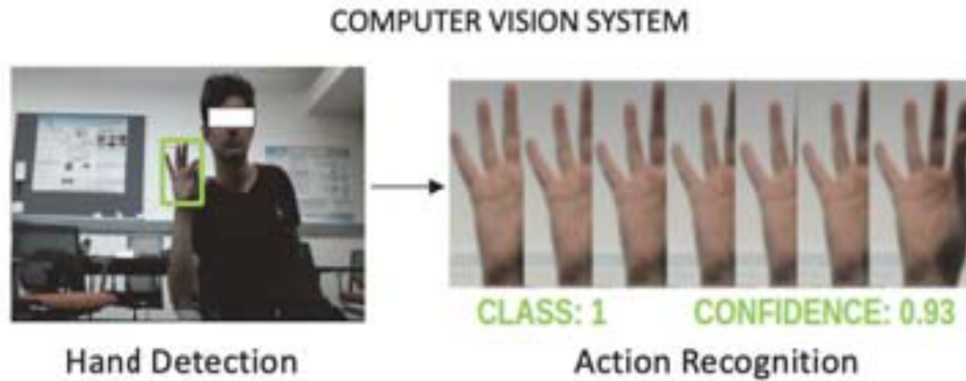 COMPUTER VISION SYSTEM
CLASS: 1 CONFIDENCE: 0.93
Hand Detection Action Recognition